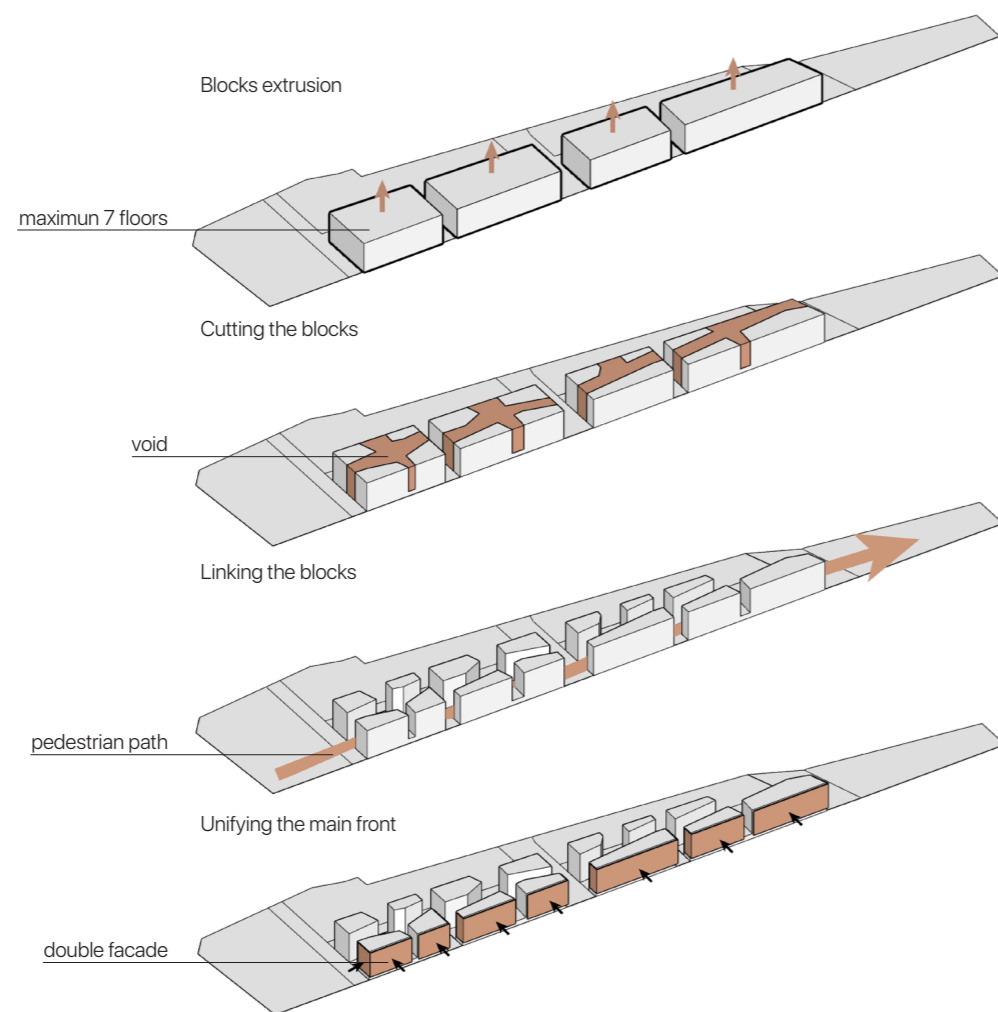 Blocks extrusion
maximun 7 floors
Cutting the blocks
void
Linking the blocks
pedestrian path
Unifying the main front
double facade